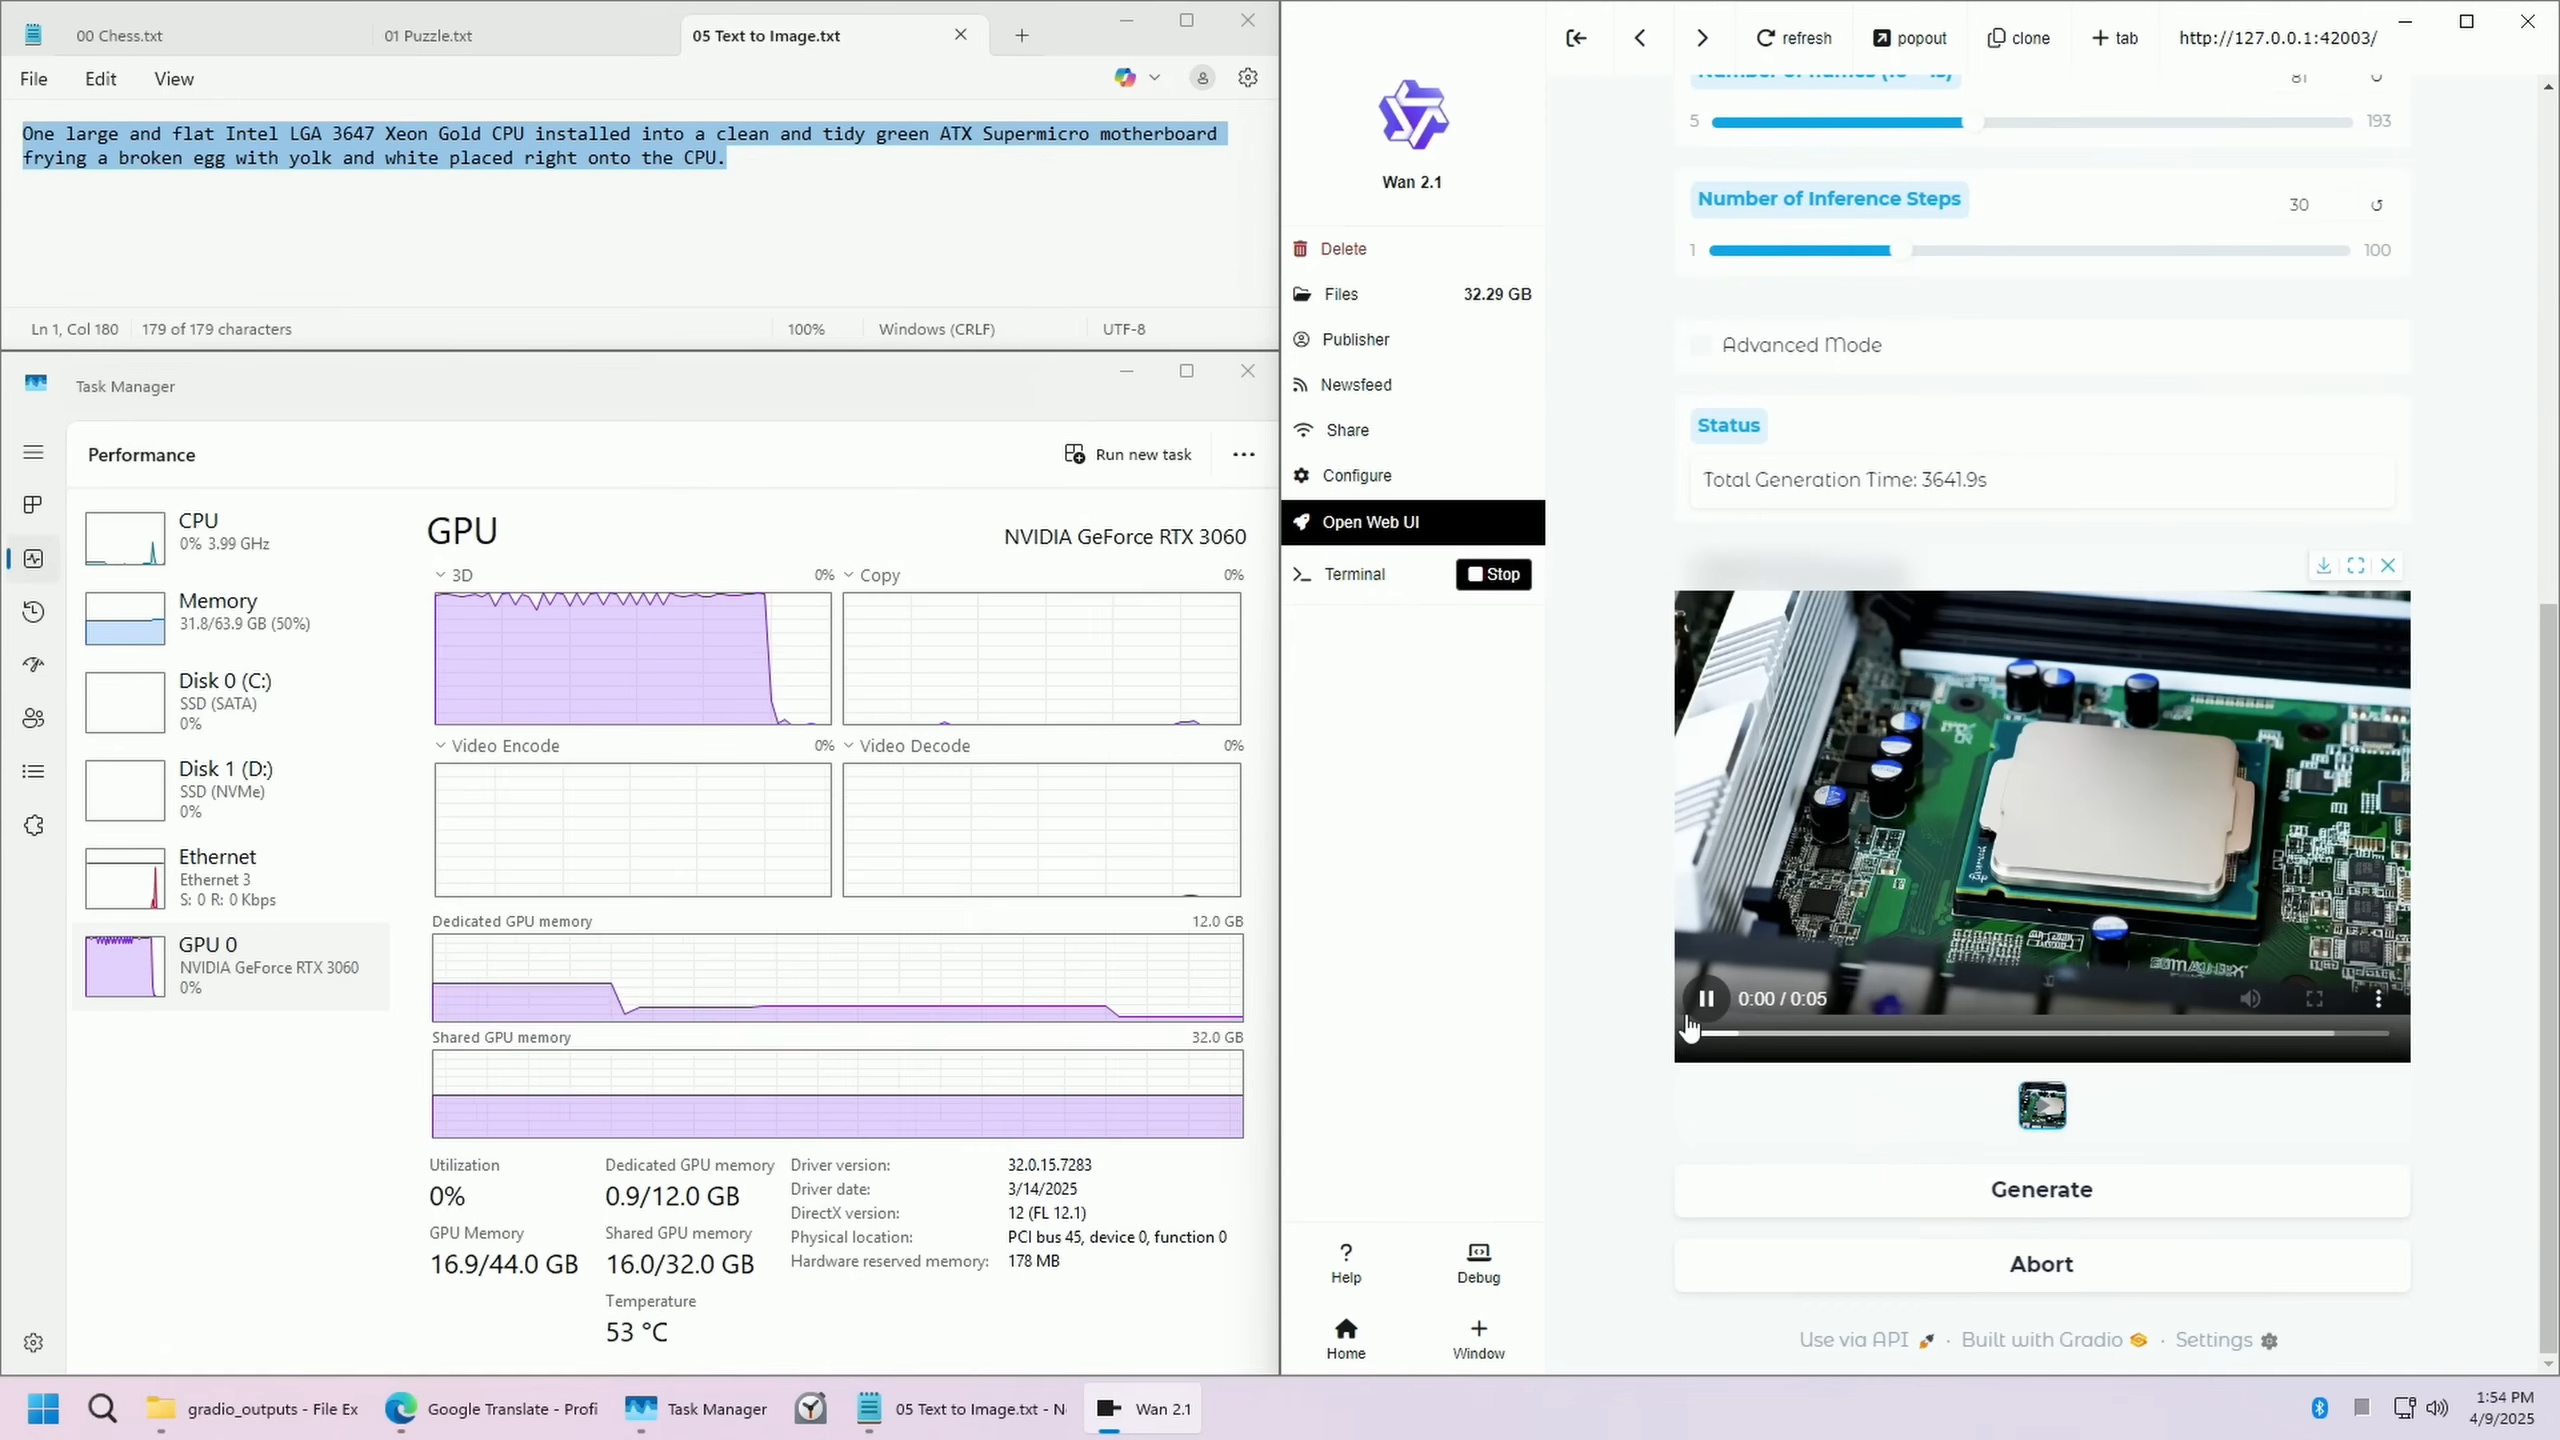 00 Chess.txt
01 Puzzle.txt
05 Text to Image.txt
File
Edit
View
One large and flat Intel LGA 3647 Xeon Gold CPU installed into a clean and tidy green ATX Supermicro motherboard
frying a broken egg with yolk and white placed right onto the CPU.
Ln 1, Col 180
179 of 179 characters
100%
Windows (CRLF)
UTF-8
Task Manager
Performance
Run new task
CPU
0% 3.99 GHz
Memory
31.8/63.9 GB (50%)
Disk 0 (C:)
SSD (SATA)
0%
Disk 1 (D:)
SSD (NVMe)
0%
Ethernet
Ethernet 3
S: 0 R: 0 Kbps
GPU 0
NVIDIA GeForce RTX 3060
0%
GPU
NVIDIA GeForce RTX 3060
3D 0%
Copy 0%
Video Encode 0%
Video Decode 0%
Dedicated GPU memory 12.0 GB
Shared GPU memory 32.0 GB
Utilization
0%
Dedicated GPU memory
0.9/12.0 GB
GPU Memory
16.9/44.0 GB
Shared GPU memory
16.0/32.0 GB
Temperature
53 °C
Driver version: 32.0.15.7283
Driver date: 3/14/2025
DirectX version: 12 (FL 12.1)
Physical location: PCI bus 45, device 0, function 0
Hardware reserved memory: 178 MB
Wan 2.1
Delete
Files 32.29 GB
Publisher
Newsfeed
Share
Configure
Open Web UI
Terminal
Stop
Help
Debug
Home
Window
refresh
popout
clone
tab
http://127.0.0.1:42003/
81
5
193
Number of Inference Steps
30
1
100
Advanced Mode
Status
Total Generation Time: 3641.9s
0:00 / 0:05
Generate
Abort
Use via API
·
Built with Gradio
·
Settings
gradio_outputs - File Ex
Google Translate - Profi
Task Manager
05 Text to Image.txt - N
Wan 2.1
1:54 PM
4/9/2025